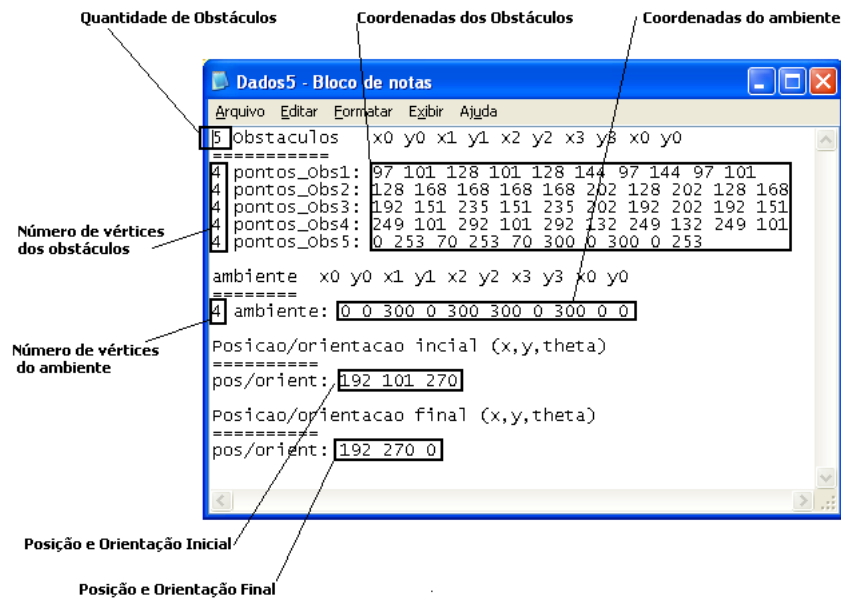 Quantidade de Obstáculos
Coordenadas dos Obstáculos
Coordenadas do ambiente
Dados5 - Bloco de notas
Arquivo Editar Formatar Exibir Ajuda
5 Obstaculos x0 y0 x1 y1 x2 y2 x3 y3 x0 y0
===========
4 pontos_obs1: 97 101 128 101 128 144 97 144 97 101
4 pontos_obs2: 128 168 168 168 168 202 128 202 128 168
4 pontos_obs3: 192 151 235 151 235 202 192 202 192 151
4 pontos_obs4: 249 101 292 101 292 132 249 132 249 101
4 pontos_obs5: 0 253 70 253 70 300 0 300 0 253
Número de vértices
dos obstáculos
ambiente x0 y0 x1 y1 x2 y2 x3 y3 x0 y0
========
4 ambiente: 0 0 300 0 300 300 0 300 0 0
Número de vértices
do ambiente
Posicao/orientacao incial (x,y,theta)
==========
pos/orient: 192 101 270
Posicao/orientacao final (x,y,theta)
==========
pos/orient: 192 270 0
Posição e Orientação Inicial
Posição e Orientação Final